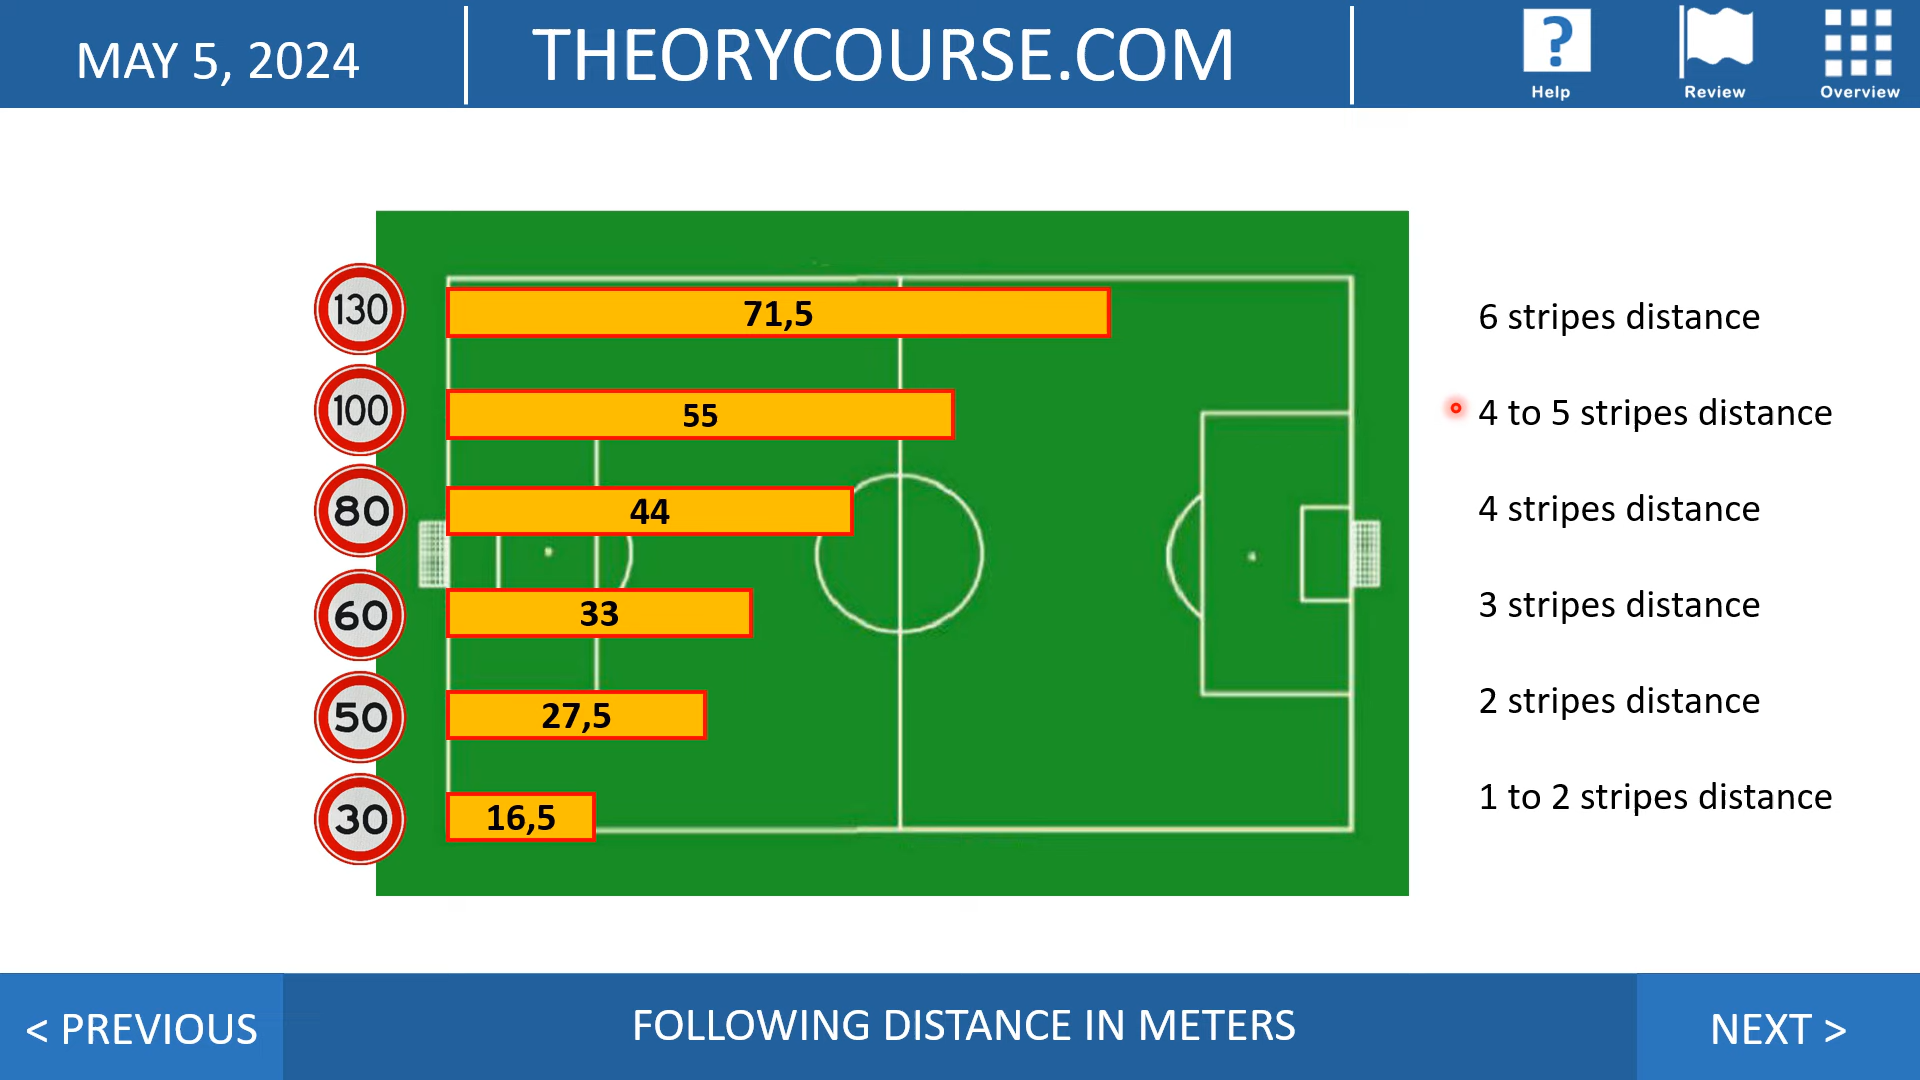 MAY 5, 2024
THEORYCOURSE.COM
?
Help
Review
Overview
130
71,5
6 stripes distance
100
55
4 to 5 stripes distance
80
44
4 stripes distance
60
33
3 stripes distance
50
27,5
2 stripes distance
30
16,5
1 to 2 stripes distance
< PREVIOUS
FOLLOWING DISTANCE IN METERS
NEXT >